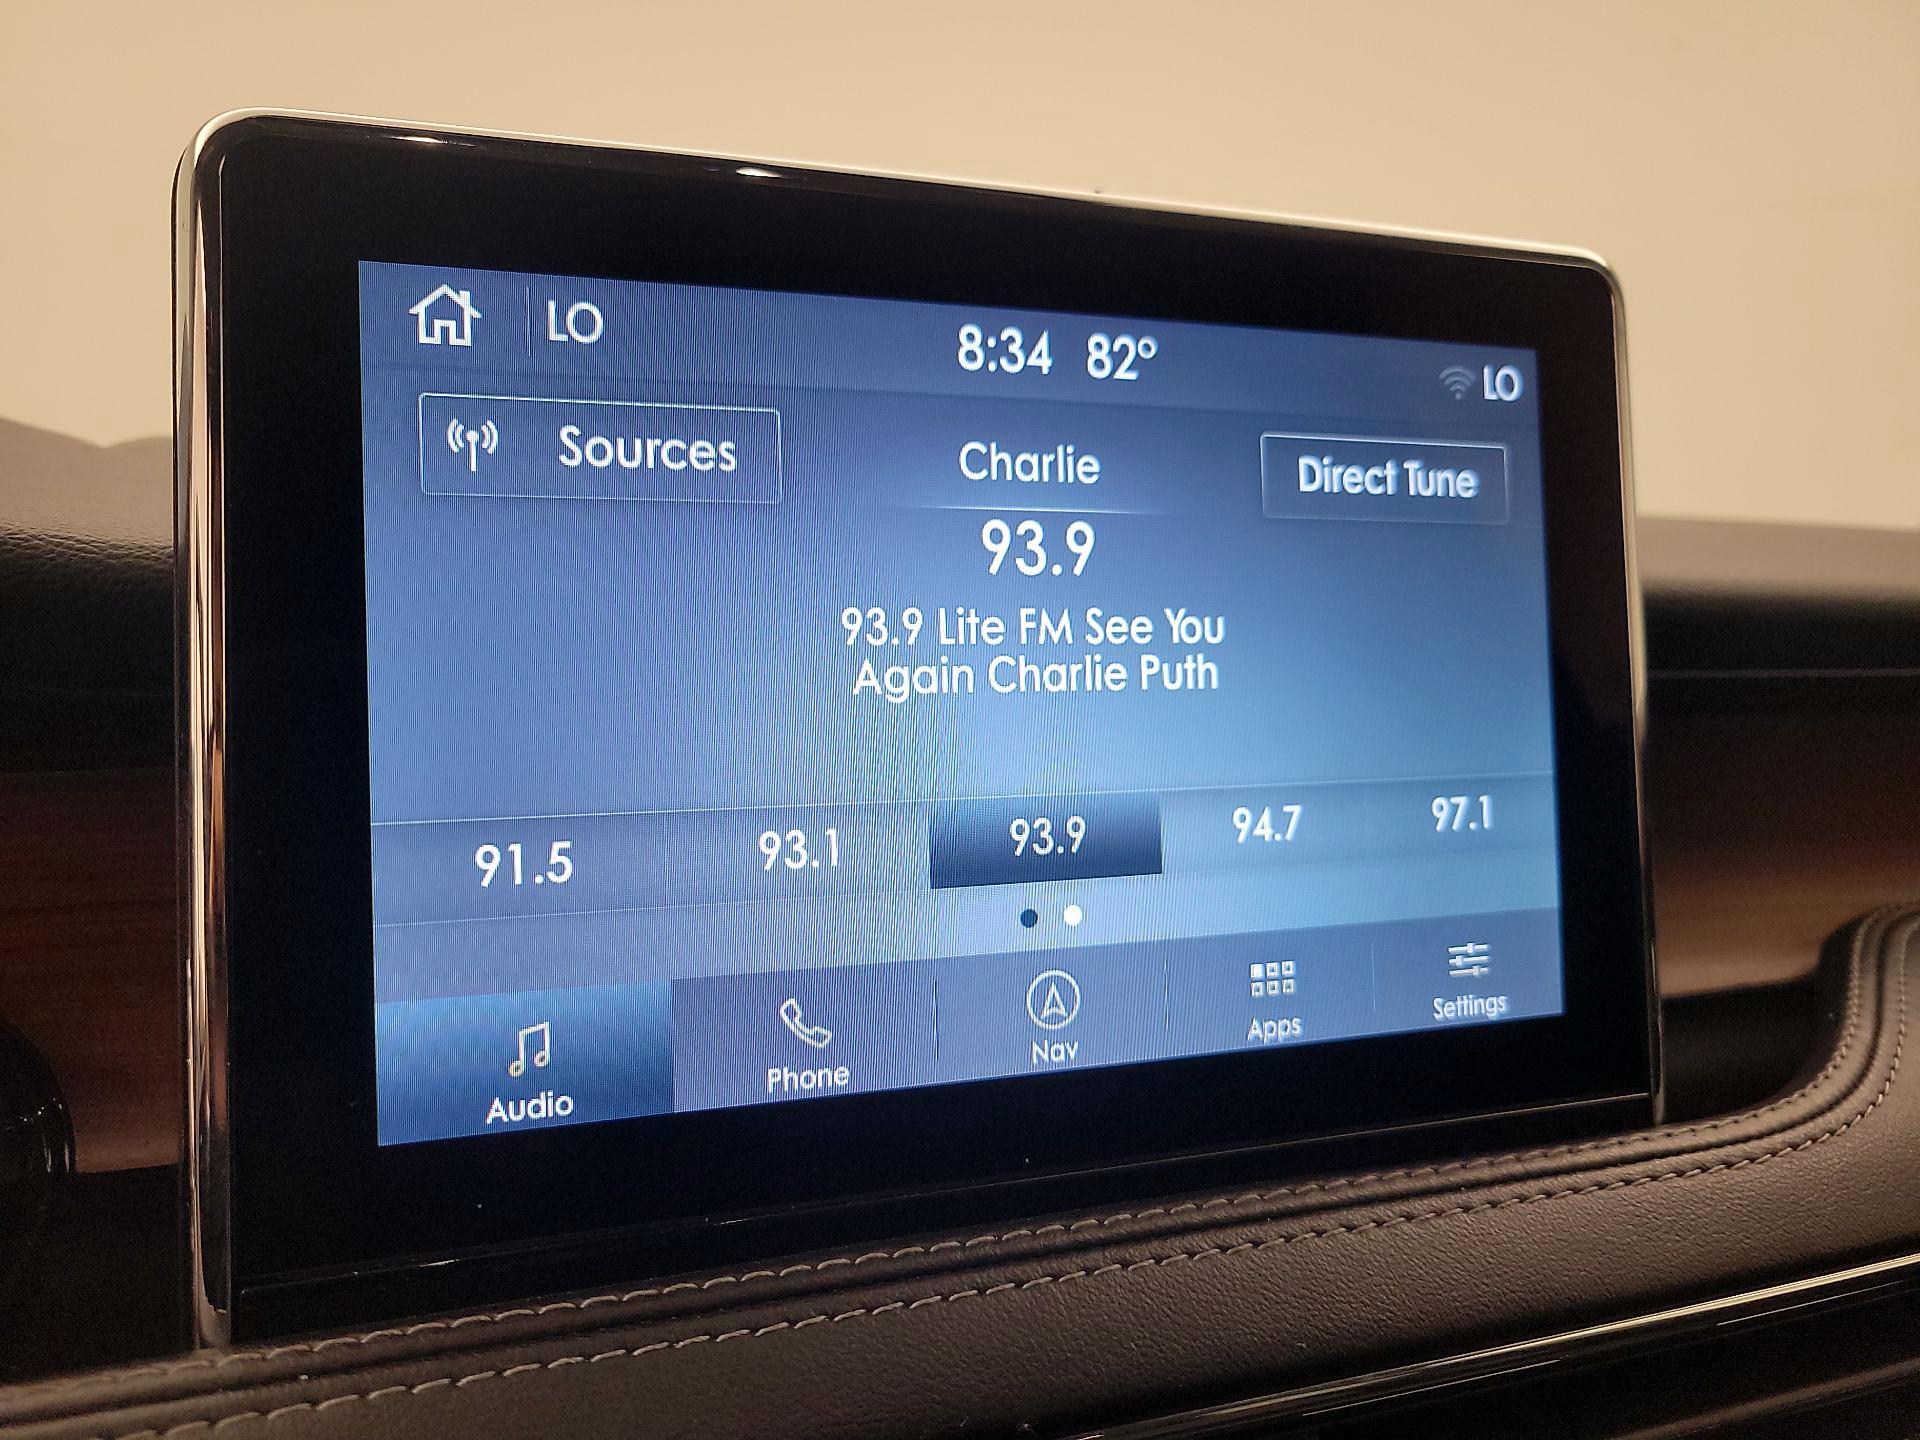 LO
8:34 82°
LO
Sources
Charlie
Direct Tune
93.9
93.9 Lite FM See You
Again Charlie Puth
91.5
93.1
93.9
94.7
97.1
Audio
Phone
Nav
Apps
Settings